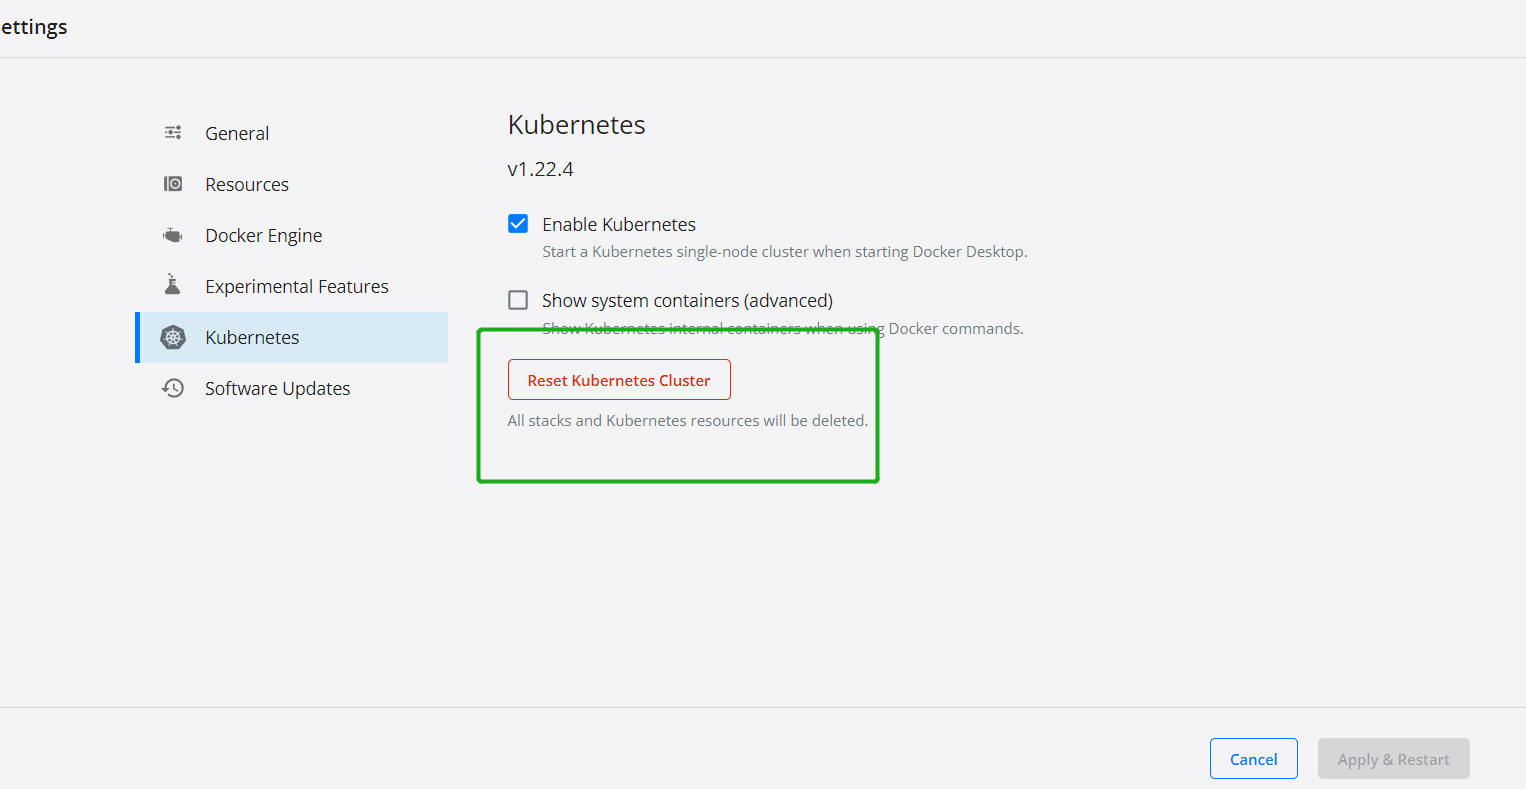 ettings
General
Resources
Docker Engine
Experimental Features
Kubernetes
Software Updates
Kubernetes
v1.22.4
Enable Kubernetes
Start a Kubernetes single-node cluster when starting Docker Desktop.
Show system containers (advanced)
Show Kubernetes internal containers when using Docker commands.
Reset Kubernetes Cluster
All stacks and Kubernetes resources will be deleted.
Cancel
Apply & Restart